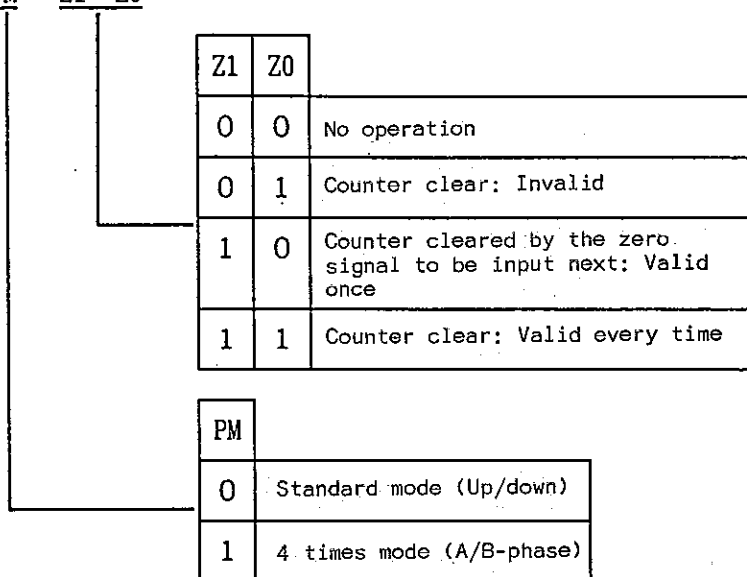 Z1 Z0
0 0 No operation
0 1 Counter clear: Invalid
1 0 Counter cleared by the zero
signal to be input next: Valid
once
1 1 Counter clear: Valid every time
PM
0 Standard mode (Up/down)
1 4 times mode (A/B-phase)